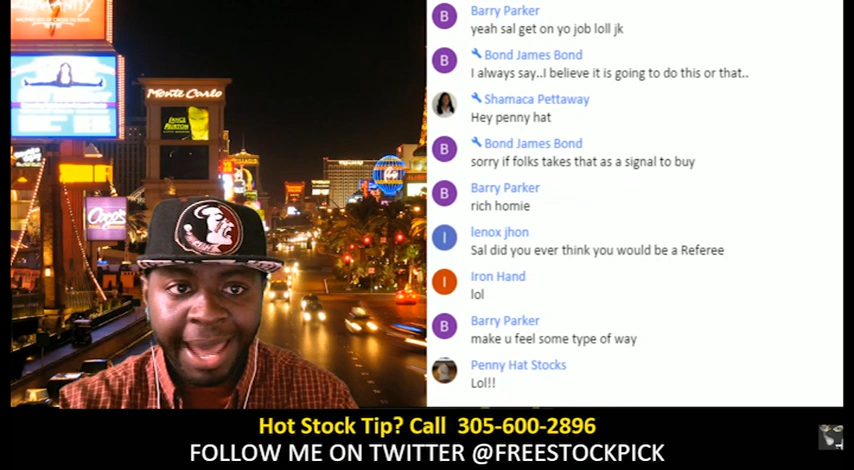 Monte Carlo
LANCE
BURTON
Coco's
Barry Parker
yeah sal get on yo job loll jk
Bond James Bond
I always say..I believe it is going to do this or that..
Shamaca Pettaway
Hey penny hat
Bond James Bond
sorry if folks takes that as a signal to buy
Barry Parker
rich homie
lenox jhon
Sal did you ever think you would be a Referee
Iron Hand
lol
Barry Parker
make u feel some type of way
Penny Hat Stocks
Lol!!
B
B
B
B
l
I
B
Hot Stock Tip? Call 305-600-2896
FOLLOW ME ON TWITTER @FREESTOCKPICK